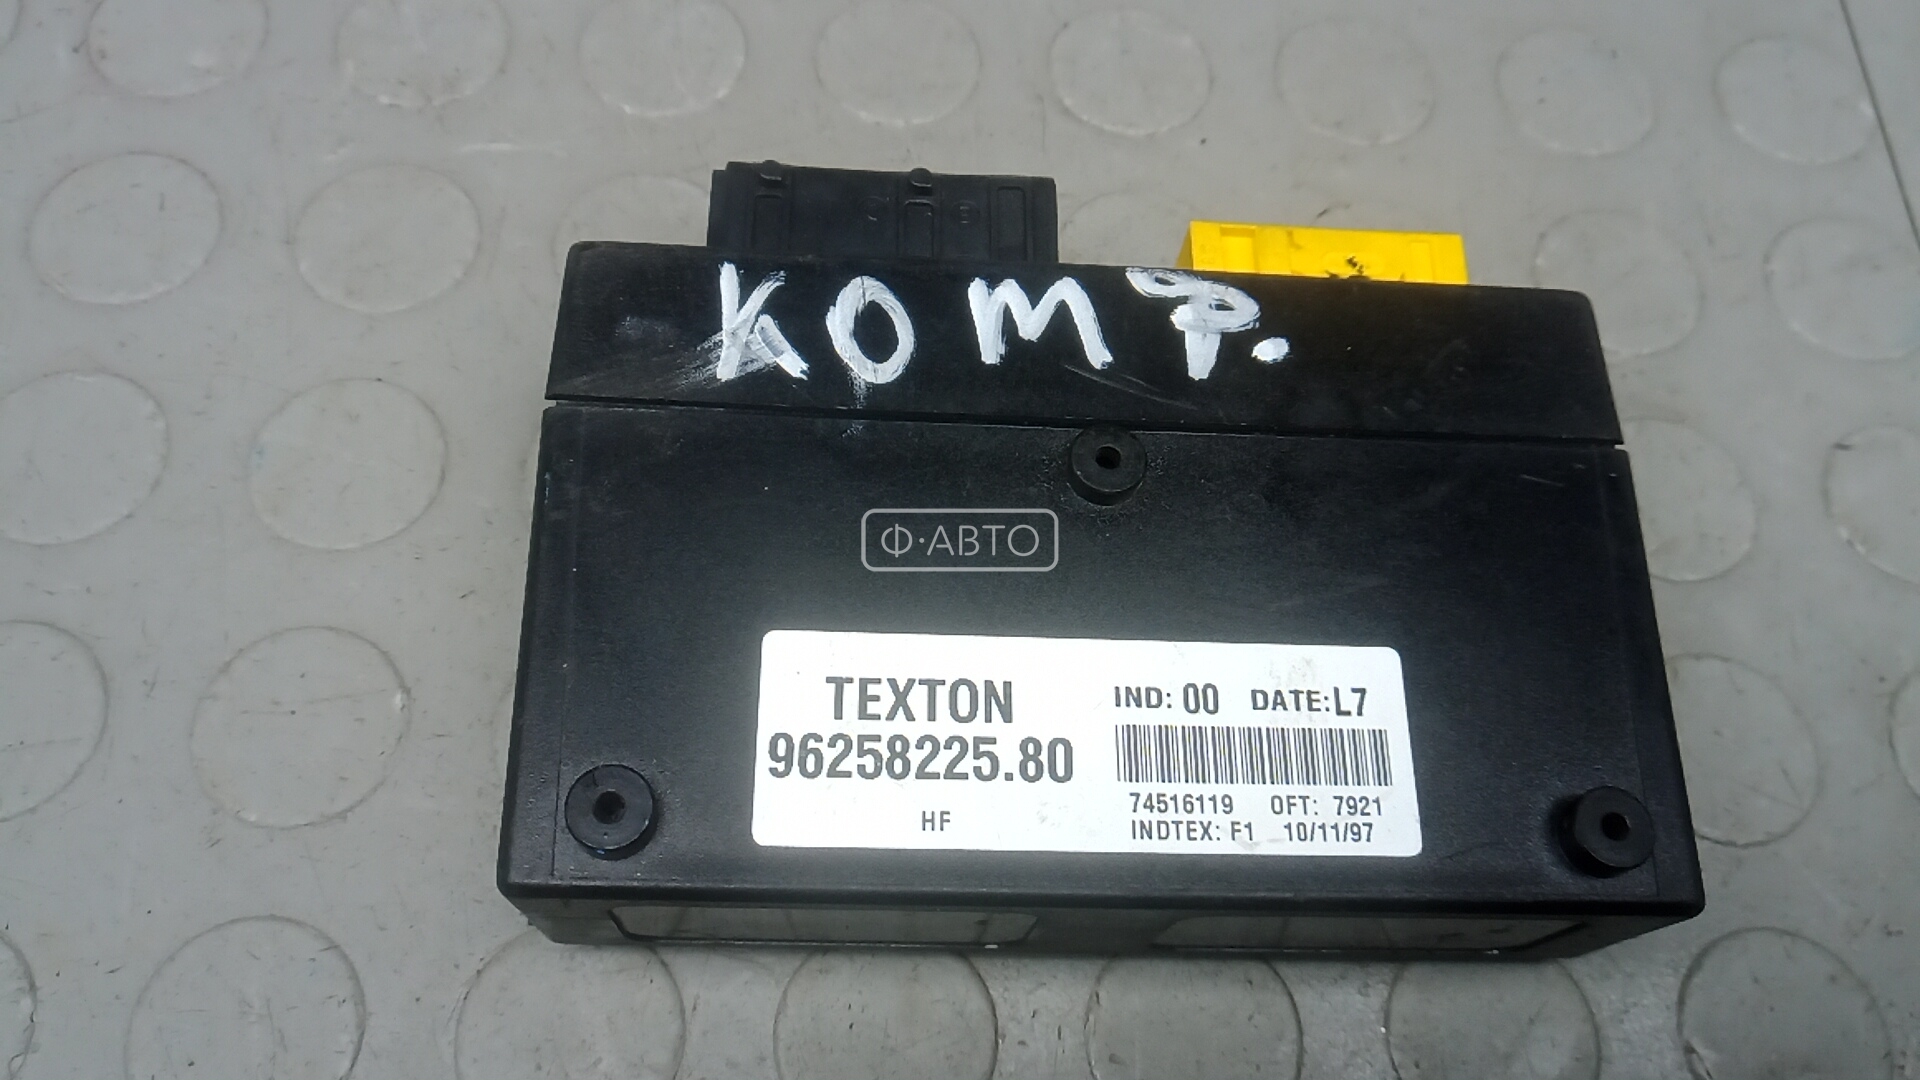 комф.
Ф·АВТО
TEXTON
96258225.80
HF
IND: 00 DATE: L7
74516119 OFT: 7921
INDTEX: F1 10/11/97